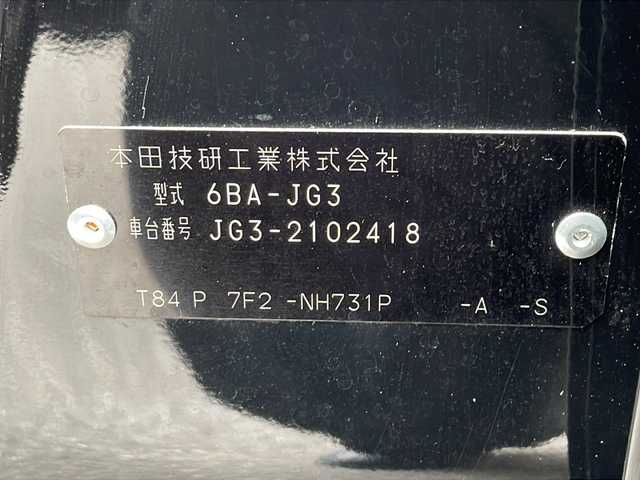 本田技研工業株式会社
型式 6BA-JG3
車台番号 JG3-2102418
T84 P 7F2 -NH731P -A -S